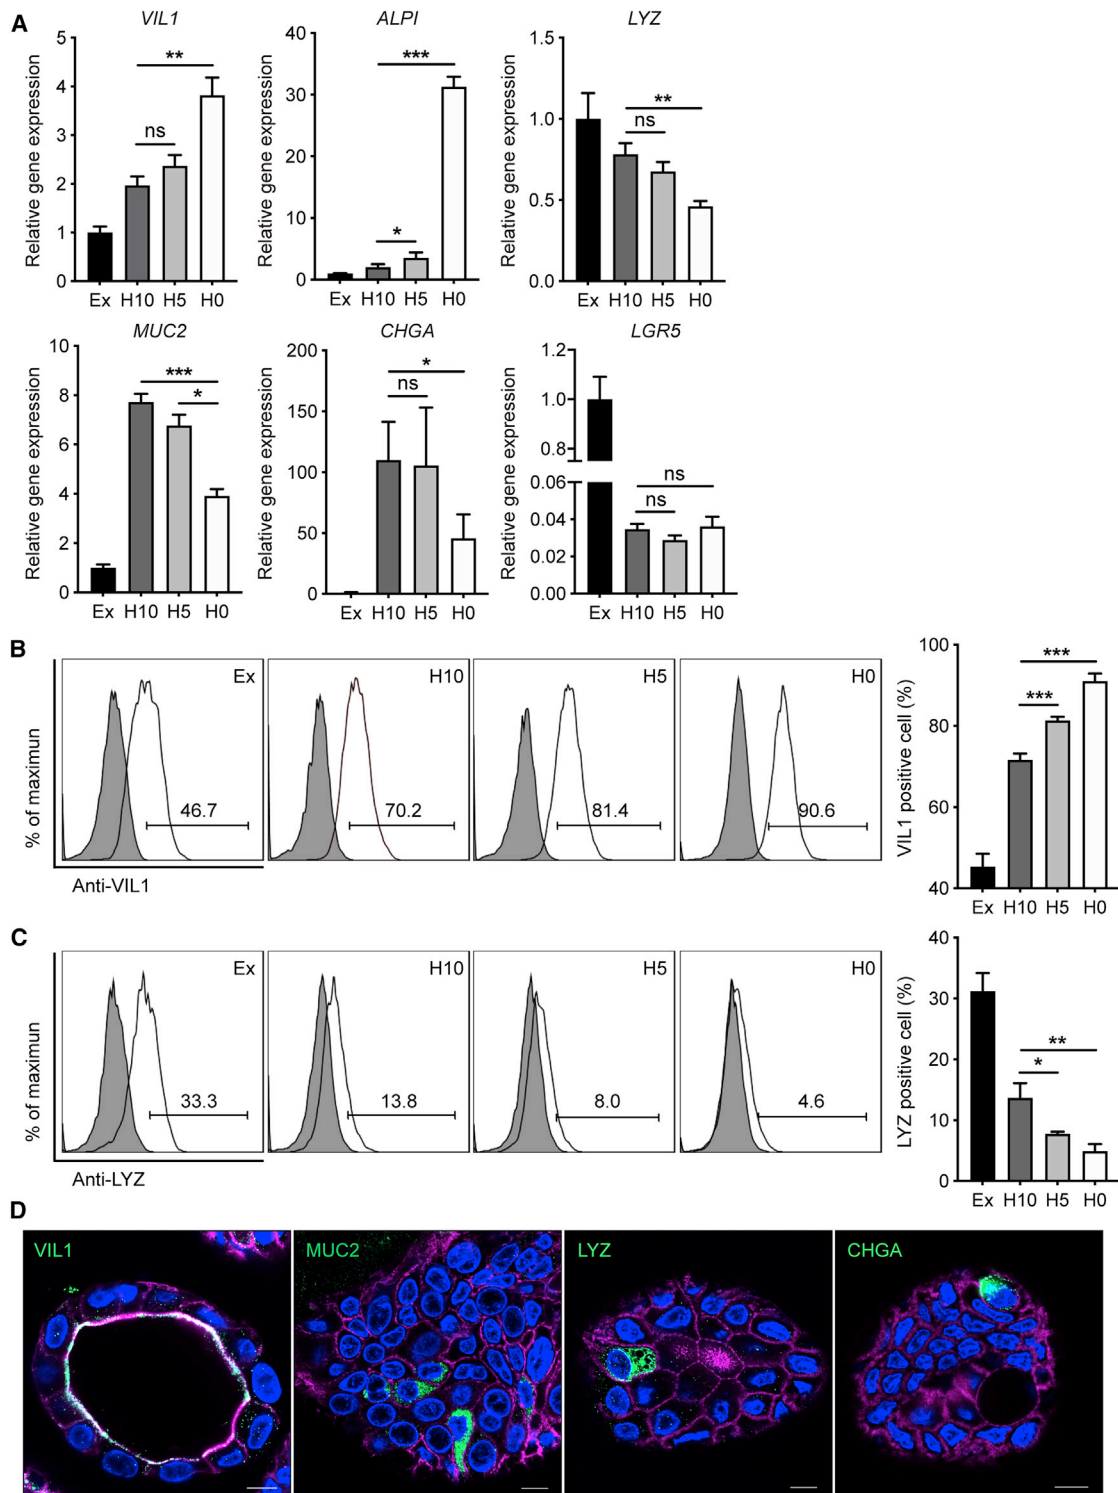 A
VIL1
Relative gene expression
5
4
3
2
1
0
**
ns
Ex H10 H5 H0
ALPI
Relative gene expression
40
30
20
10
0
***
*
Ex H10 H5 H0
LYZ
Relative gene expression
1.5
1.0
0.5
0.0
**
ns
Ex H10 H5 H0
MUC2
Relative gene expression
10
8
6
4
2
0
***
*
Ex H10 H5 H0
CHGA
Relative gene expression
200
150
100
50
0
*
ns
Ex H10 H5 H0
LGR5
Relative gene expression
1.2
1.0
0.8
0.06
0.04
0.02
0.00
ns
ns
Ex H10 H5 H0
B
% of maximun
Ex
46.7
H10
70.2
H5
81.4
H0
90.6
Anti-VIL1
VIL1 positive cell (%)
100
80
60
40
***
***
Ex H10 H5 H0
C
% of maximun
Ex
33.3
H10
13.8
H5
8.0
H0
4.6
Anti-LYZ
LYZ positive cell (%)
40
30
20
10
0
**
*
Ex H10 H5 H0
D
VIL1
MUC2
LYZ
CHGA